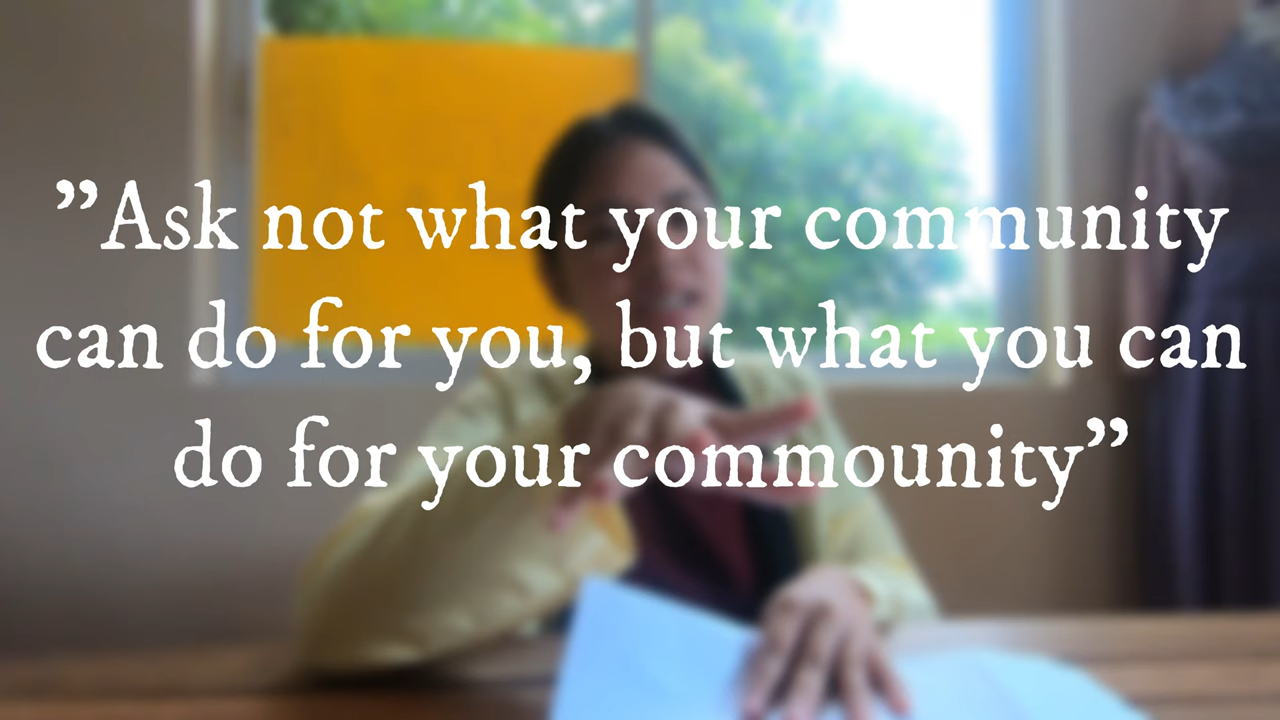 ”Ask not what your community
can do for you, but what you can
do for your commounity”